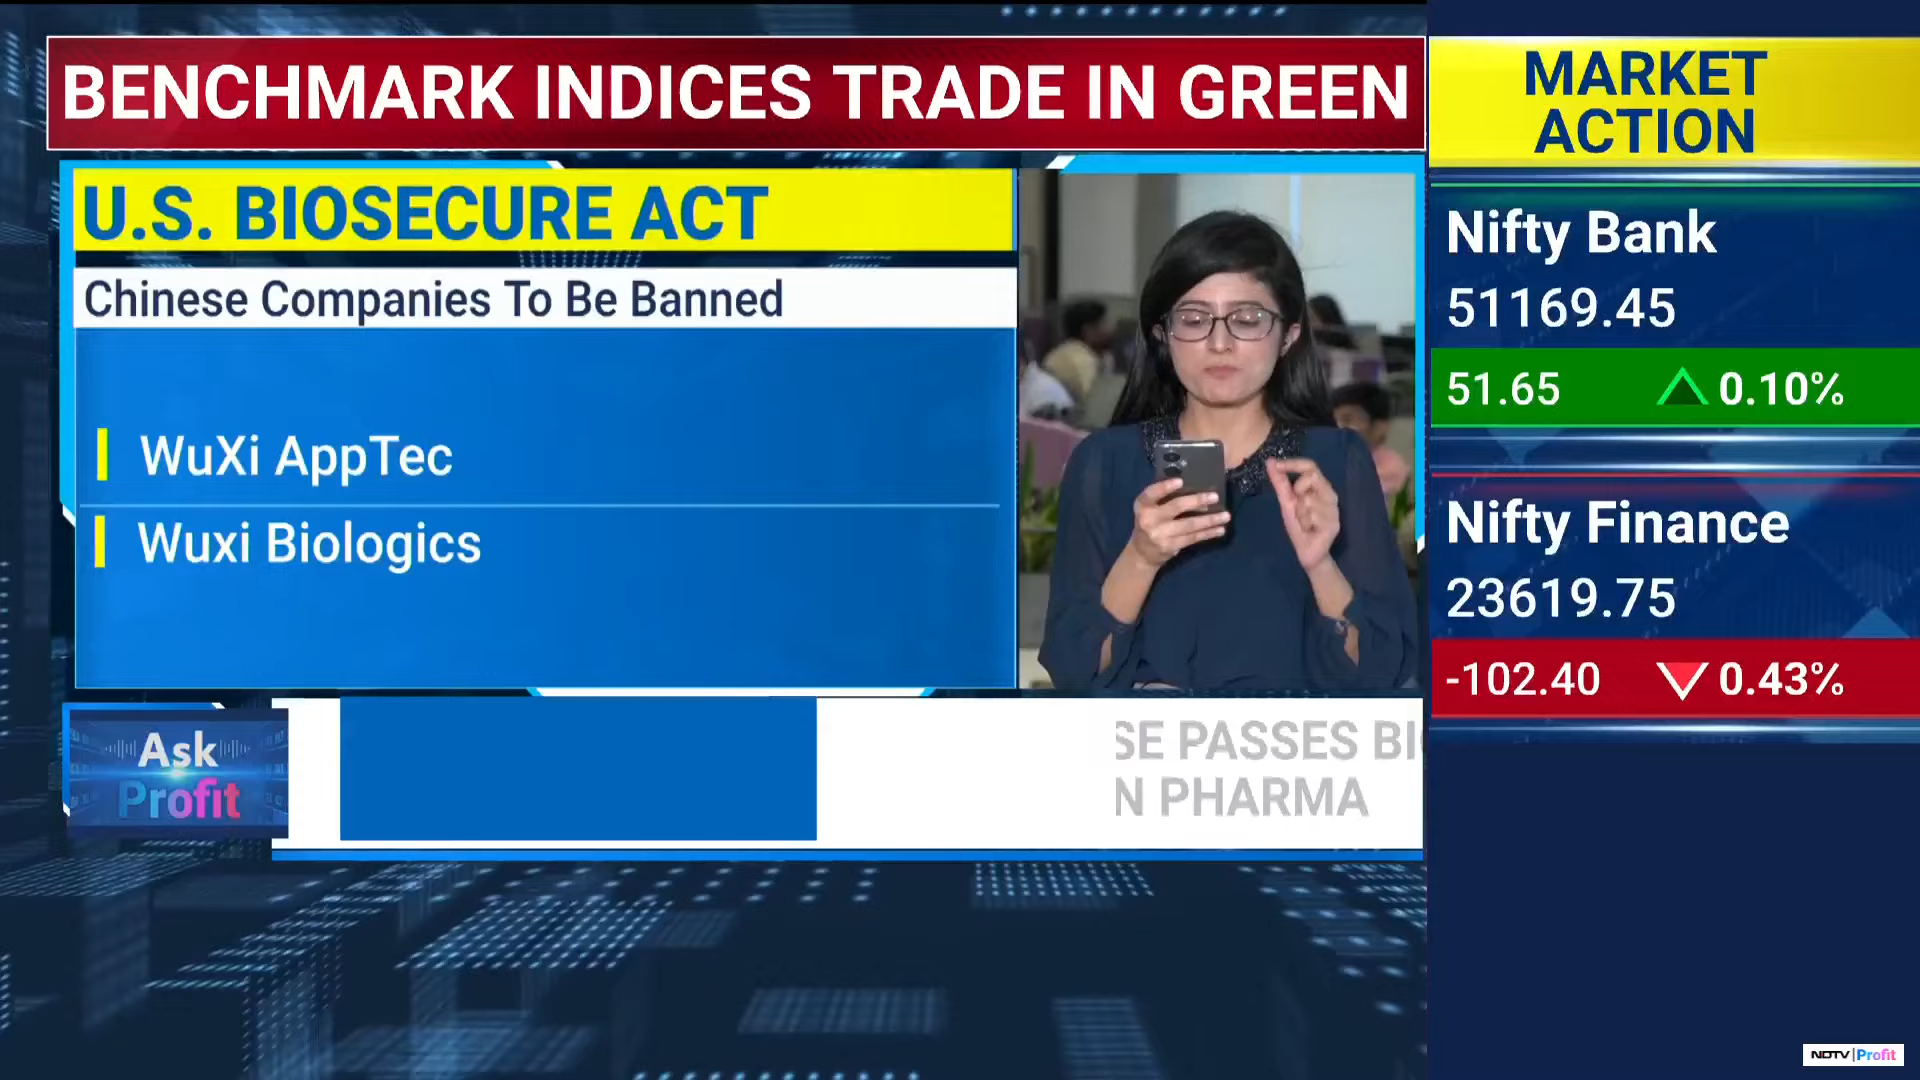 BENCHMARK INDICES TRADE IN GREEN
MARKET
ACTION
U.S. BIOSECURE ACT
Chinese Companies To Be Banned
WuXi AppTec
Wuxi Biologics
Nifty Bank
51169.45
51.65 0.10%
Nifty Finance
23619.75
-102.40 0.43%
Ask
Profit
PASSES
PHARMA
NDTV Profit